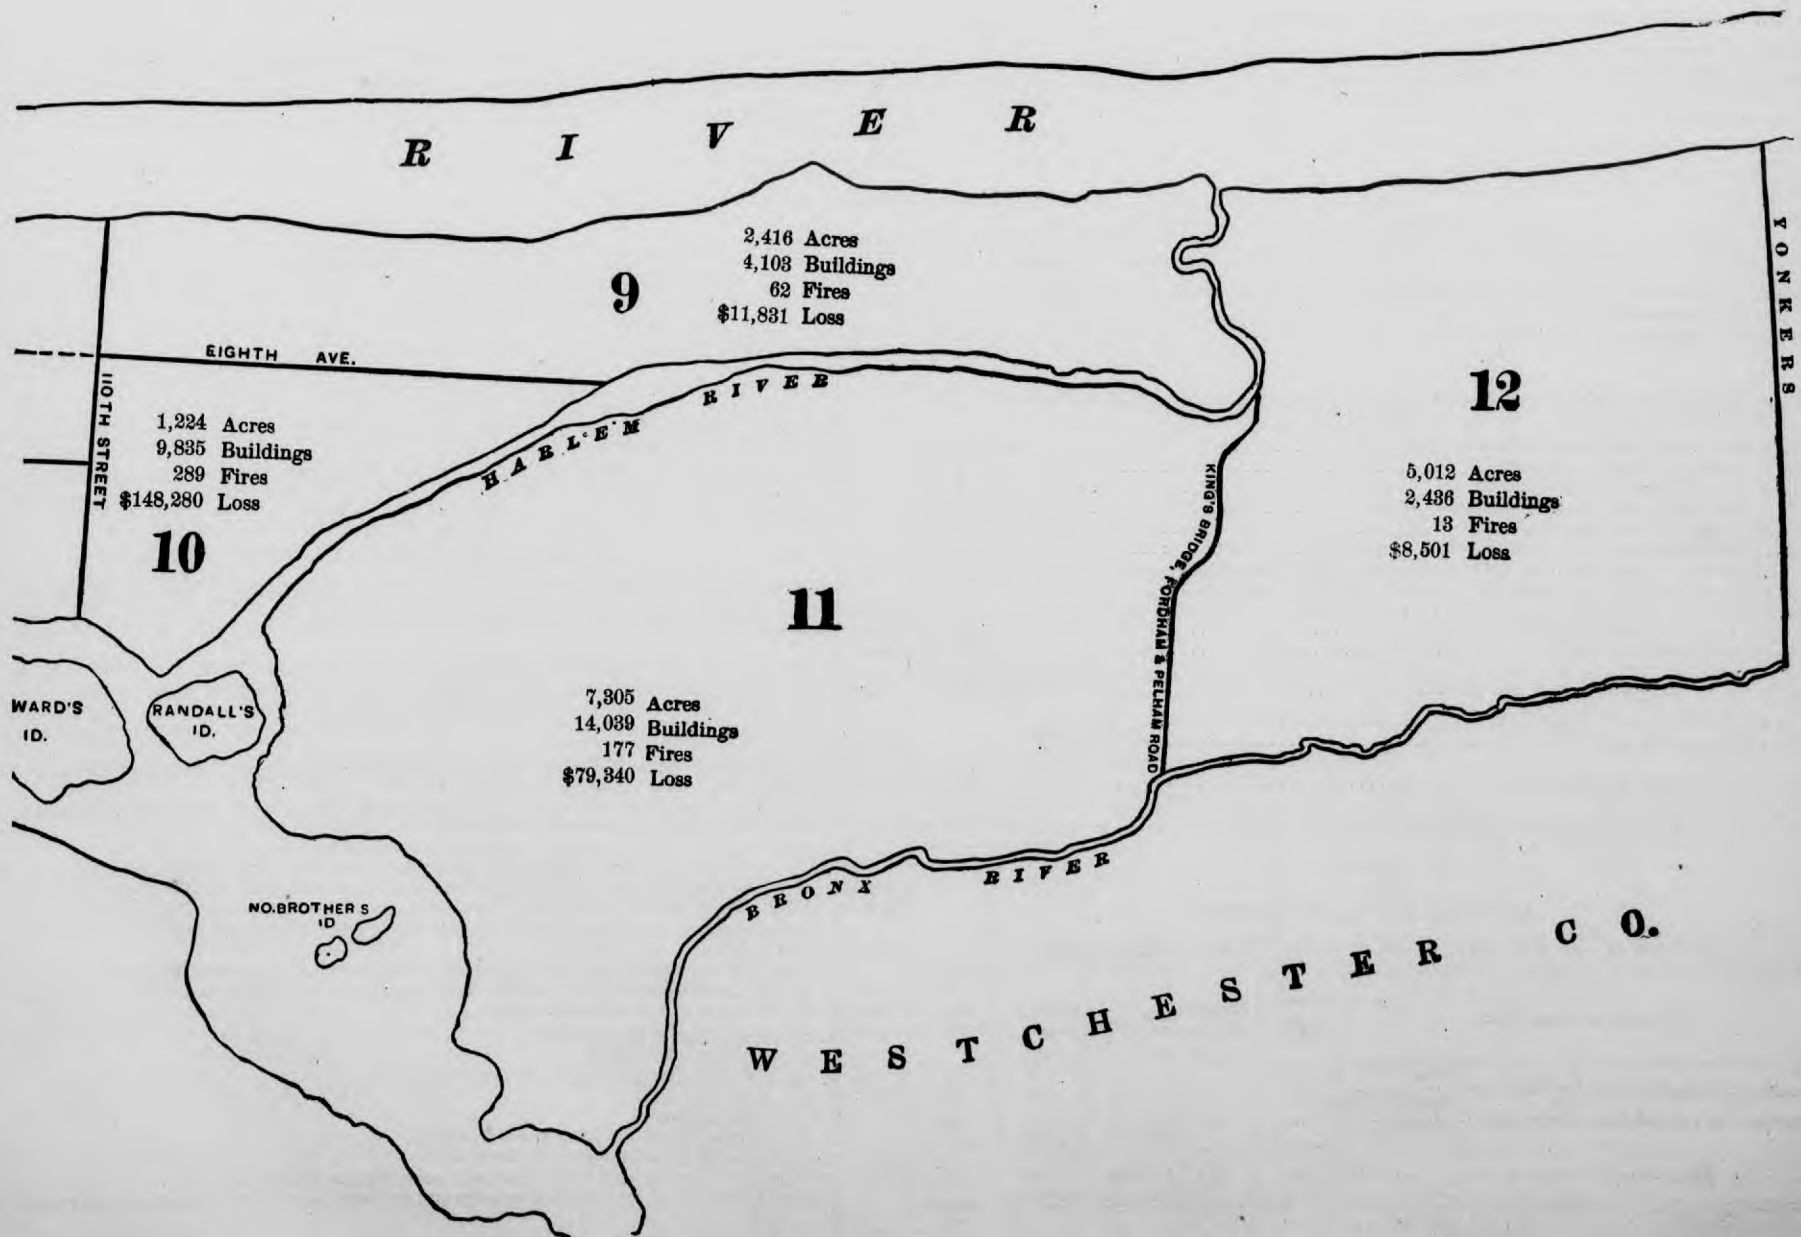 RIVER
9
2,416 Acres
4,103 Buildings
62 Fires
$11,831 Loss
EIGHTH AVE.
110TH STREET
1,224 Acres
9,835 Buildings
289 Fires
$148,280 Loss
10
HARLEM RIVER
YONKERS
12
5,012 Acres
2,436 Buildings
13 Fires
$8,501 Loss
KING'S BRIDGE, FORDHAM & PELHAM ROAD
11
7,305 Acres
14,039 Buildings
177 Fires
$79,340 Loss
WARD'S
ID.
RANDALL'S
ID.
NO.BROTHERS
ID
BRONX RIVER
WESTCHESTER CO.